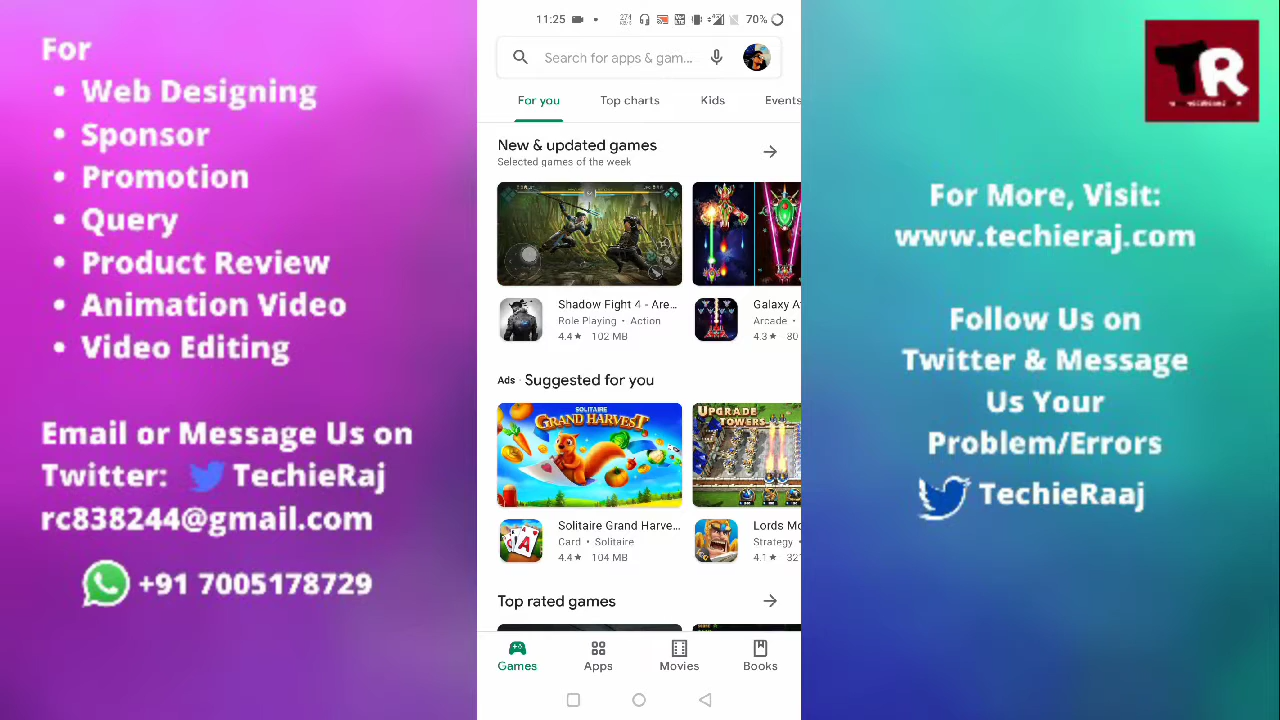 For
• Web Designing
• Sponsor
• Promotion
• Query
• Product Review
• Animation Video
• Video Editing
Email or Message Us on
Twitter: TechieRaj
rc838244@gmail.com
+91 7005178729
11:25
70%
Search for apps & gam...
For you
Top charts
Kids
Events
New & updated games
Selected games of the week
Shadow Fight 4 - Are...
Role Playing • Action
4.4★ 102 MB
Galaxy A
Arcade •
4.3★ 80
Ads · Suggested for you
SOLITAIRE
GRAND HARVEST
UPGRADE
TOWERS
Solitaire Grand Harve...
Card • Solitaire
4.4★ 104 MB
Lords Mo
Strategy •
4.1★ 321
Top rated games
Games
Apps
Movies
Books
TR
For More, Visit:
www.techieraj.com
Follow Us on
Twitter & Message
Us Your
Problem/Errors
TechieRaaj